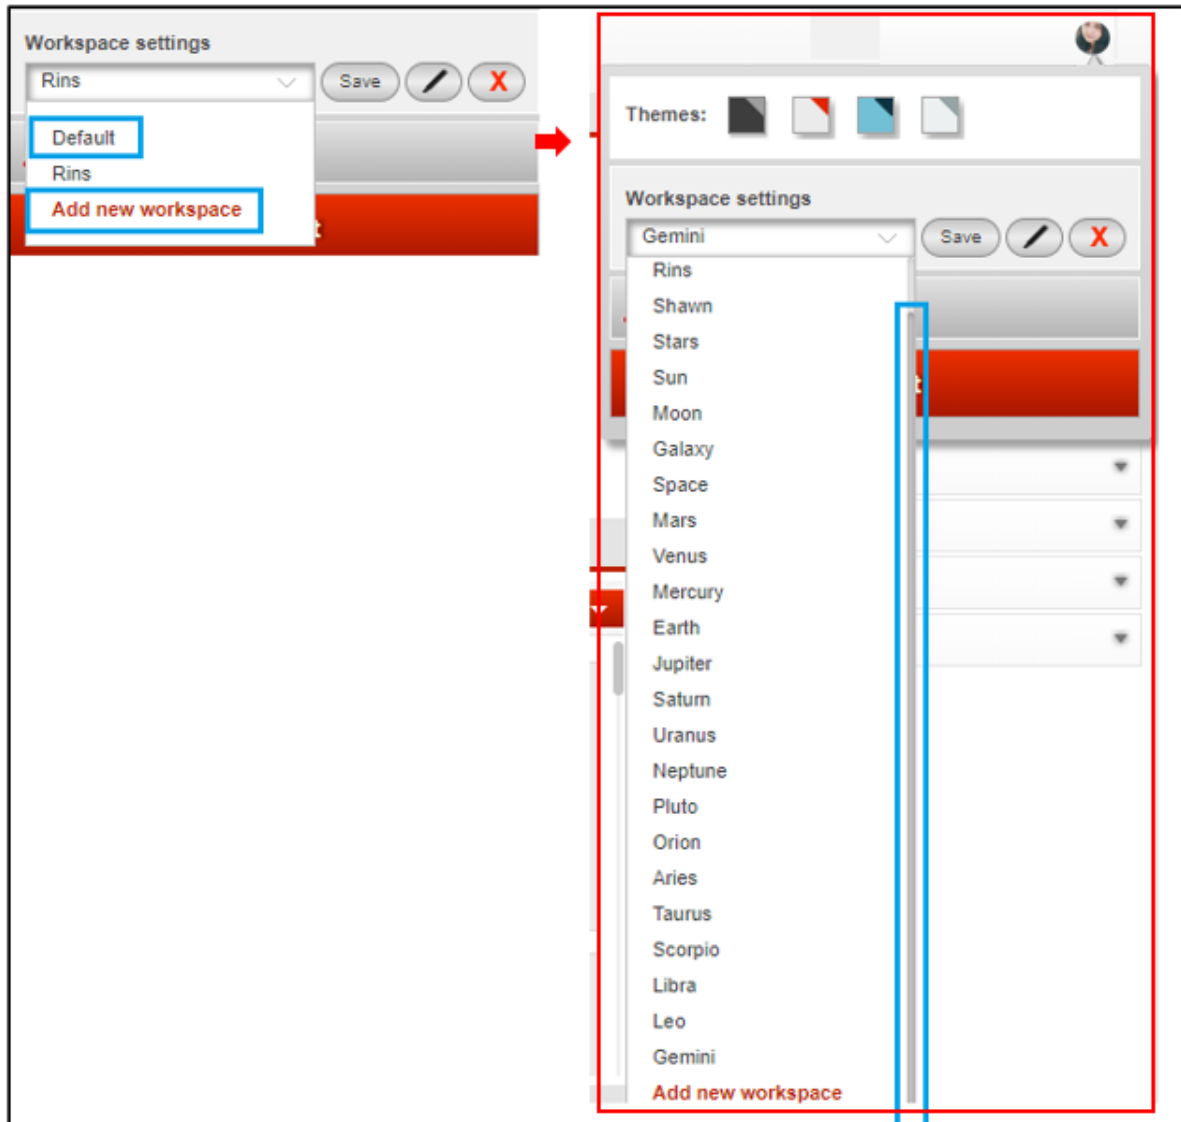 Workspace settings
Rins
Save
X
Default
Rins
Add new workspace
t
Themes:
Workspace settings
Gemini
Save
X
Rins
Shawn
Stars
Sun
Moon
Galaxy
Space
Mars
Venus
Mercury
Earth
Jupiter
Saturn
Uranus
Neptune
Pluto
Orion
Aries
Taurus
Scorpio
Libra
Leo
Gemini
Add new workspace
t